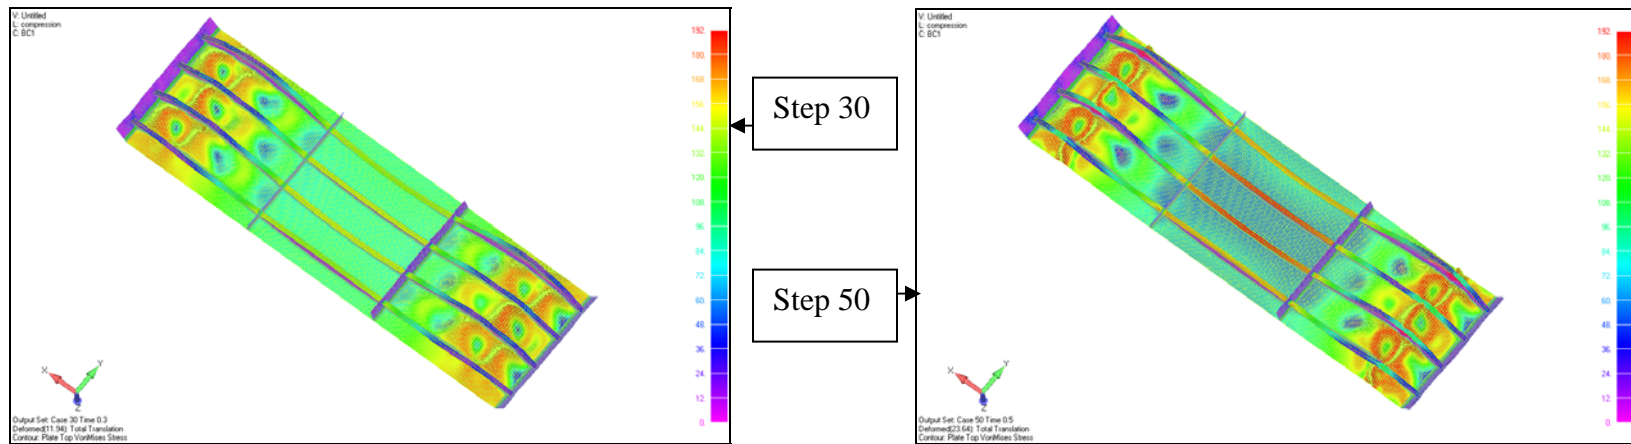 V: Untitled
L: compression
C: BC1
192.
180.
168.
156.
144.
132.
120.
108.
96.
84.
72.
60.
48.
36.
24.
12.
0.
X
Y
Z
Output Set: Case 30 Time 0.3
Deformed(11.94): Total Translation
Contour: Plate Top VonMises Stress
Step 30
Step 50
V: Untitled
L: compression
C: BC1
192.
180.
168.
156.
144.
132.
120.
108.
96.
84.
72.
60.
48.
36.
24.
12.
0.
X
Y
Z
Output Set: Case 50 Time 0.5
Deformed(23.64): Total Translation
Contour: Plate Top VonMises Stress